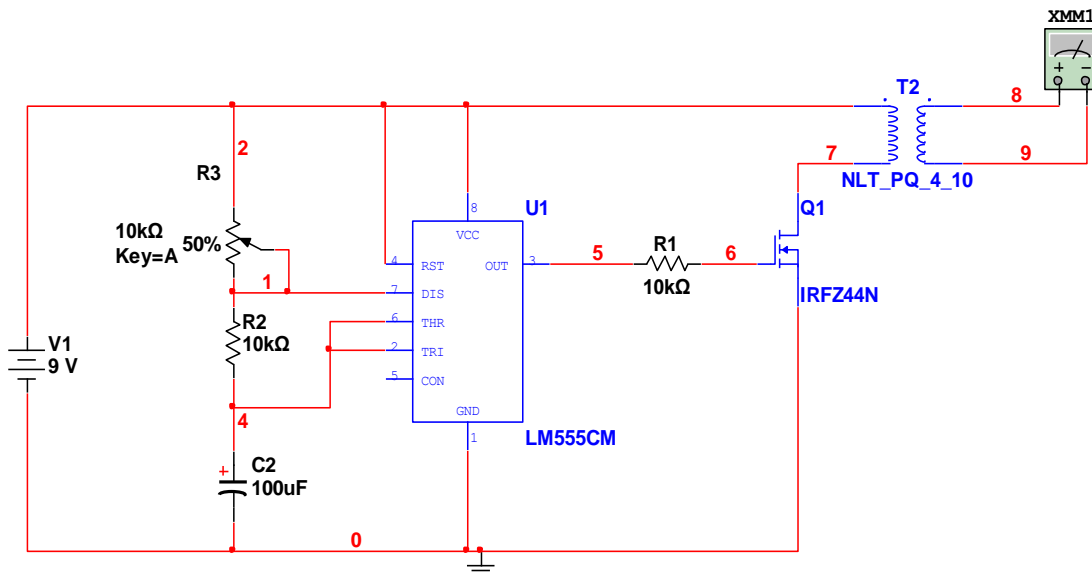 XMM1
T2
8
2
7
9
R3
NLT_PQ_4_10
Q1
8
U1
VCC
10kΩ
50%
Key=A
R1
5
6
4
RST
OUT
3
10kΩ
1
7
DIS
IRFZ44N
6
THR
R2
10kΩ
V1
9 V
2
TRI
5
CON
4
GND
1
LM555CM
+
C2
100uF
0